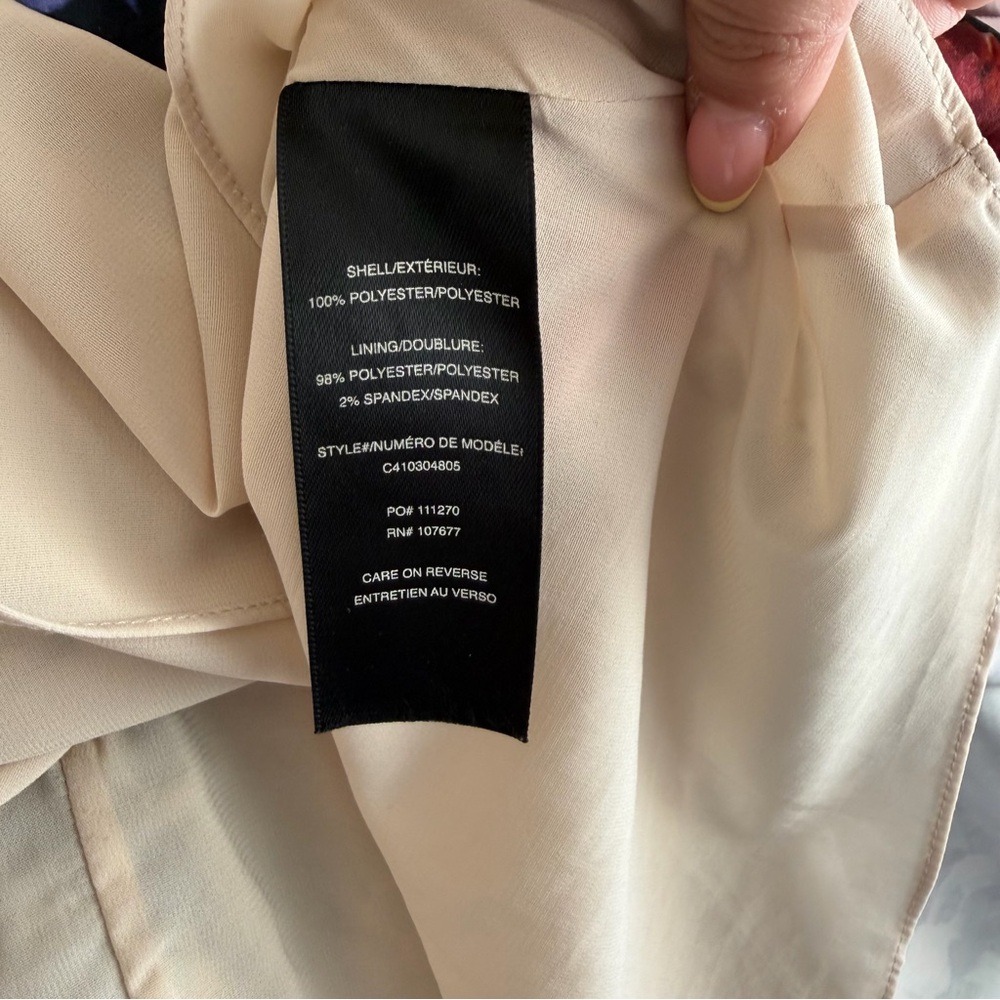 SHELL/EXTÉRIEUR:
100% POLYESTER/POLYESTER
LINING/DOUBLURE:
98% POLYESTER/POLYESTER
2% SPANDEX/SPANDEX
STYLE#/NUMÉRO DE MODÈLE:
C410304805
PO# 111270
RN# 107677
CARE ON REVERSE
ENTRETIEN AU VERSO